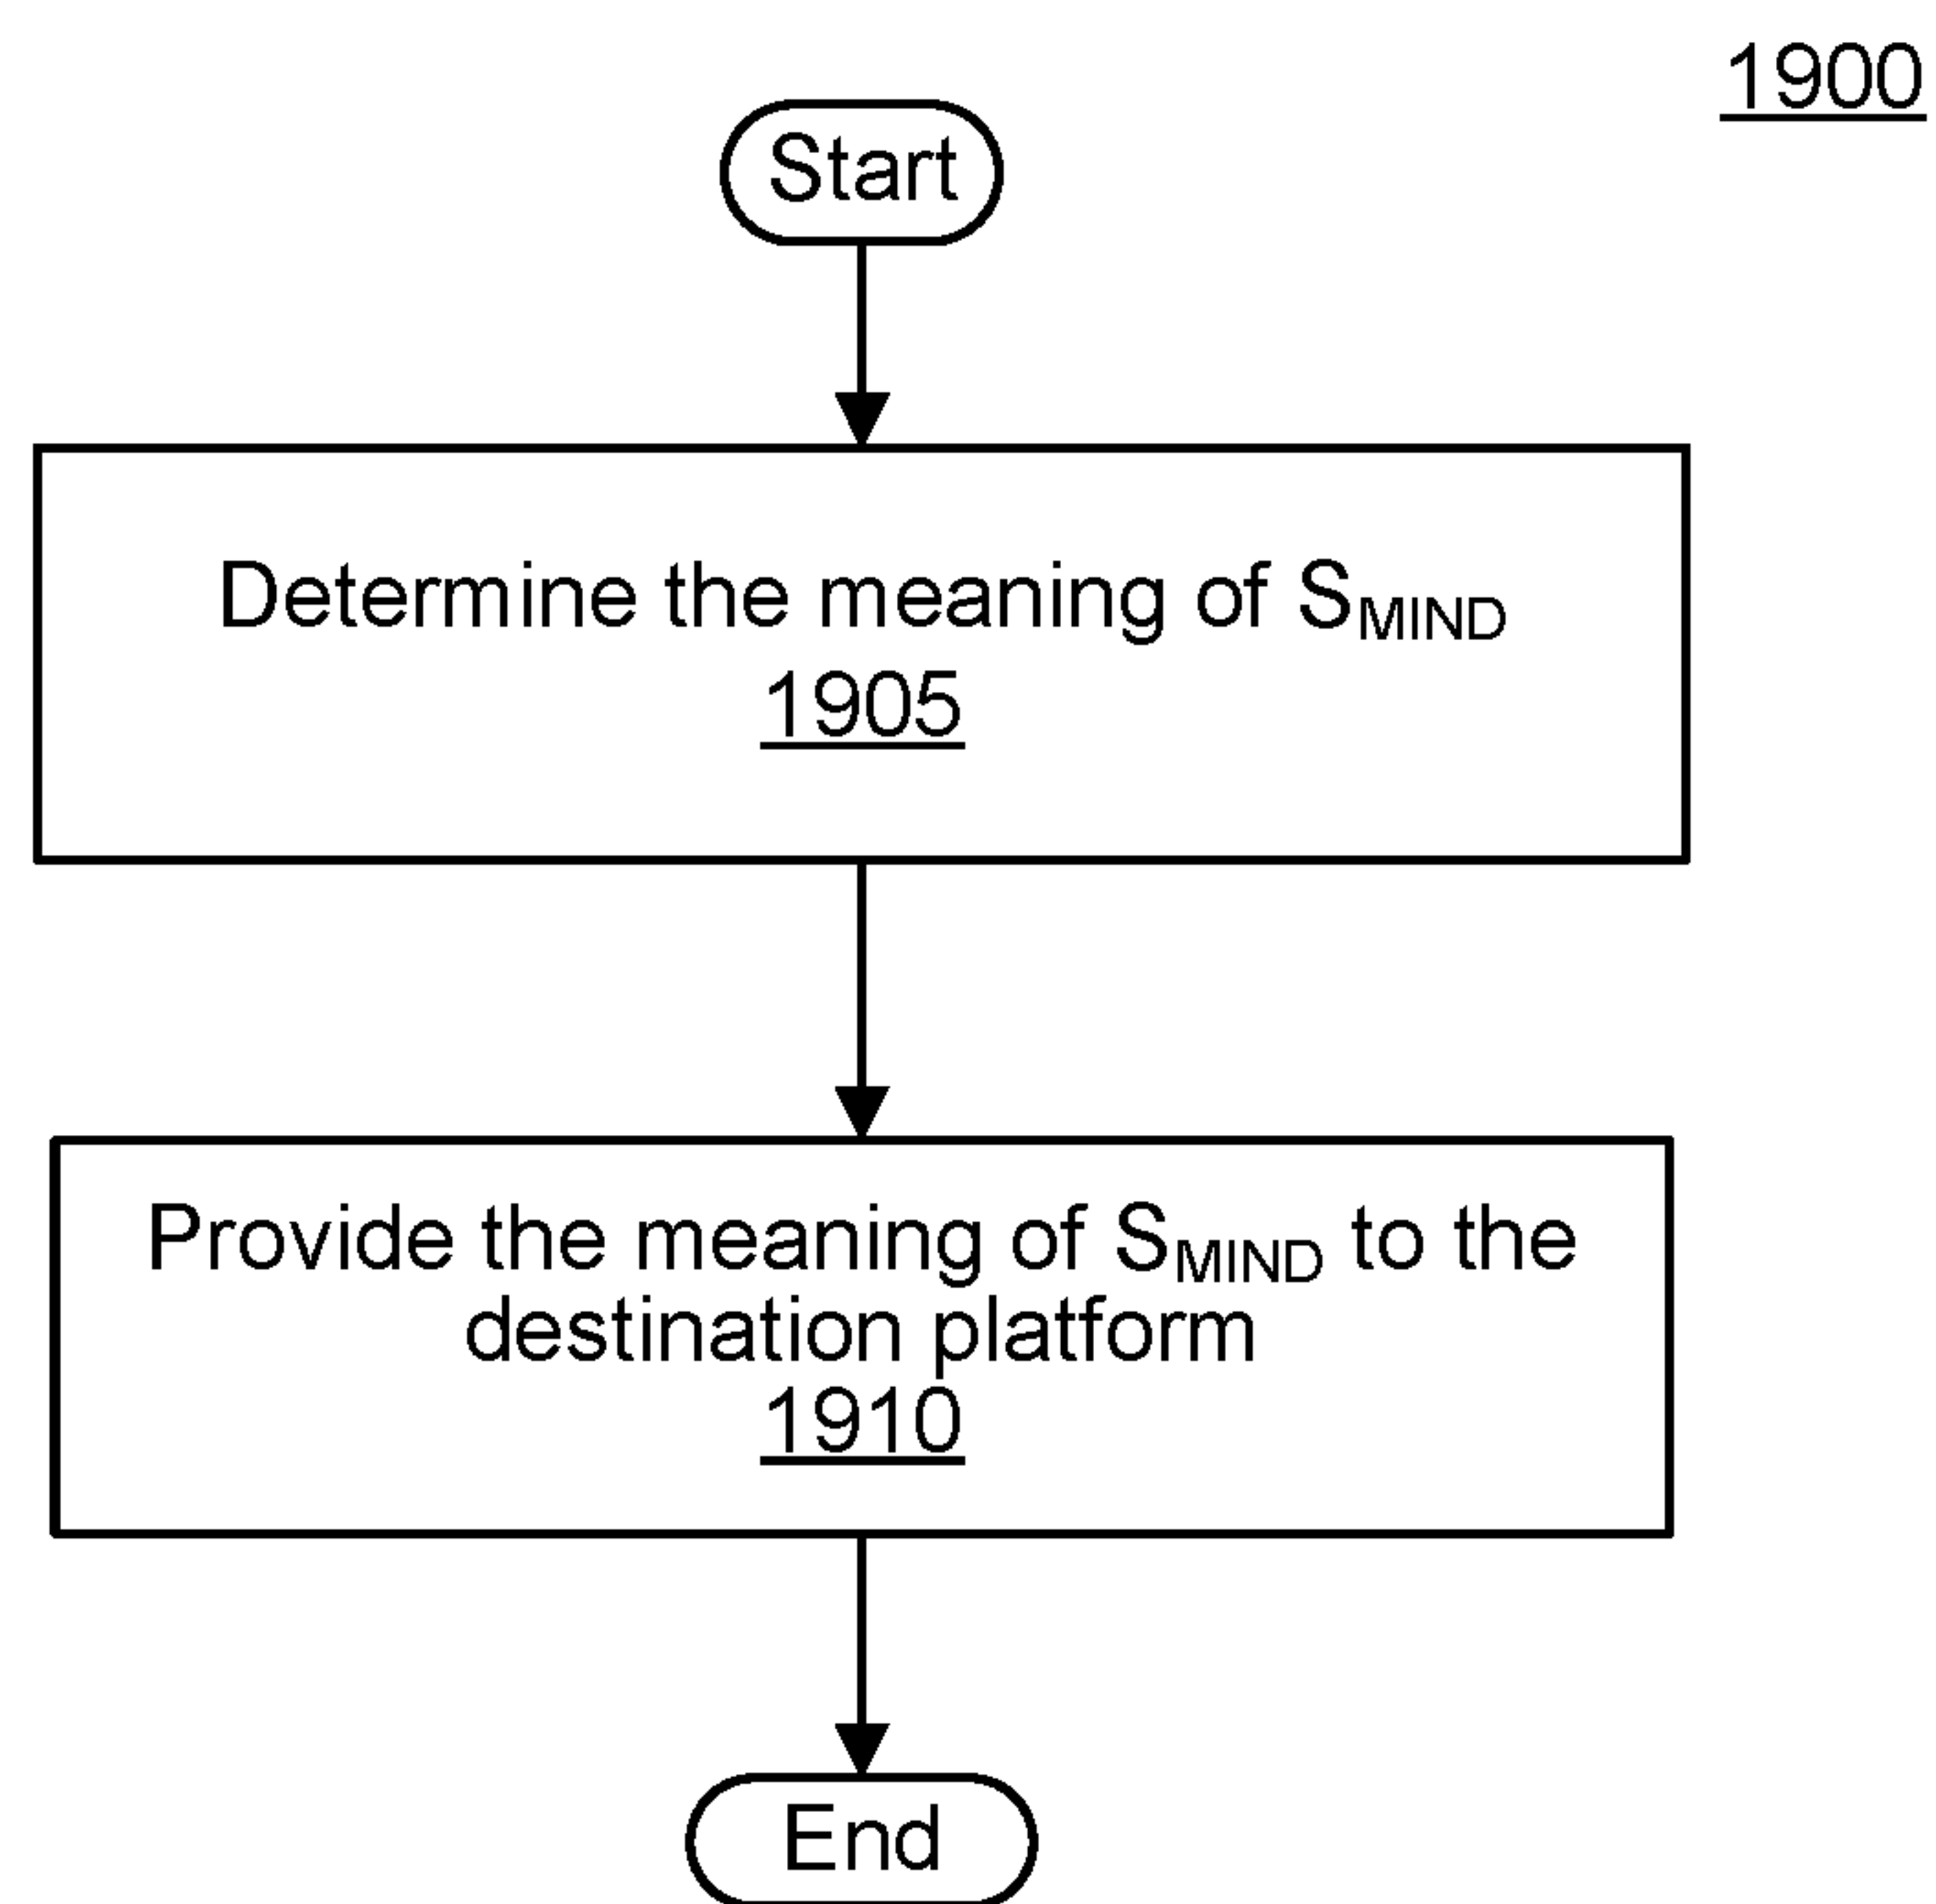 1900
Start
Determine the meaning of SMIND
1905
Provide the meaning of SMIND to the
destination platform
1910
End